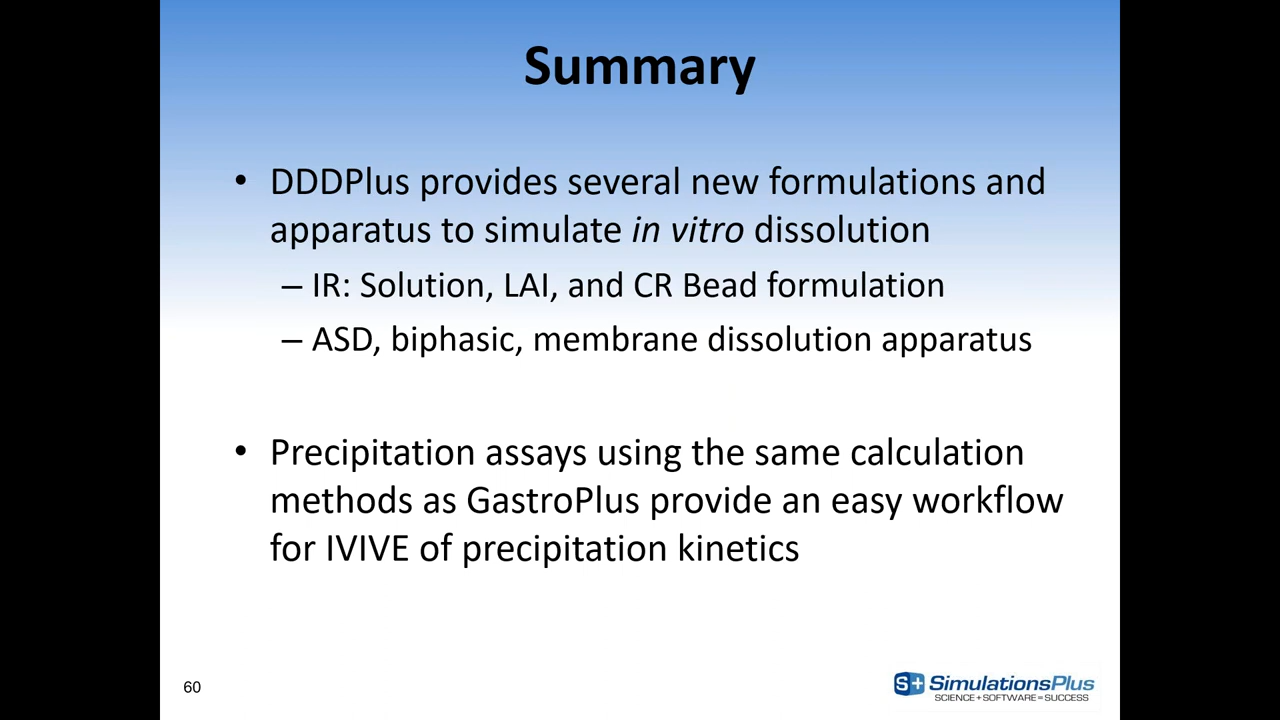 Summary
• DDDPlus provides several new formulations and
apparatus to simulate in vitro dissolution
– IR: Solution, LAI, and CR Bead formulation
– ASD, biphasic, membrane dissolution apparatus
• Precipitation assays using the same calculation
methods as GastroPlus provide an easy workflow
for IVIVE of precipitation kinetics
60
S+ SimulationsPlus
SCIENCE + SOFTWARE = SUCCESS